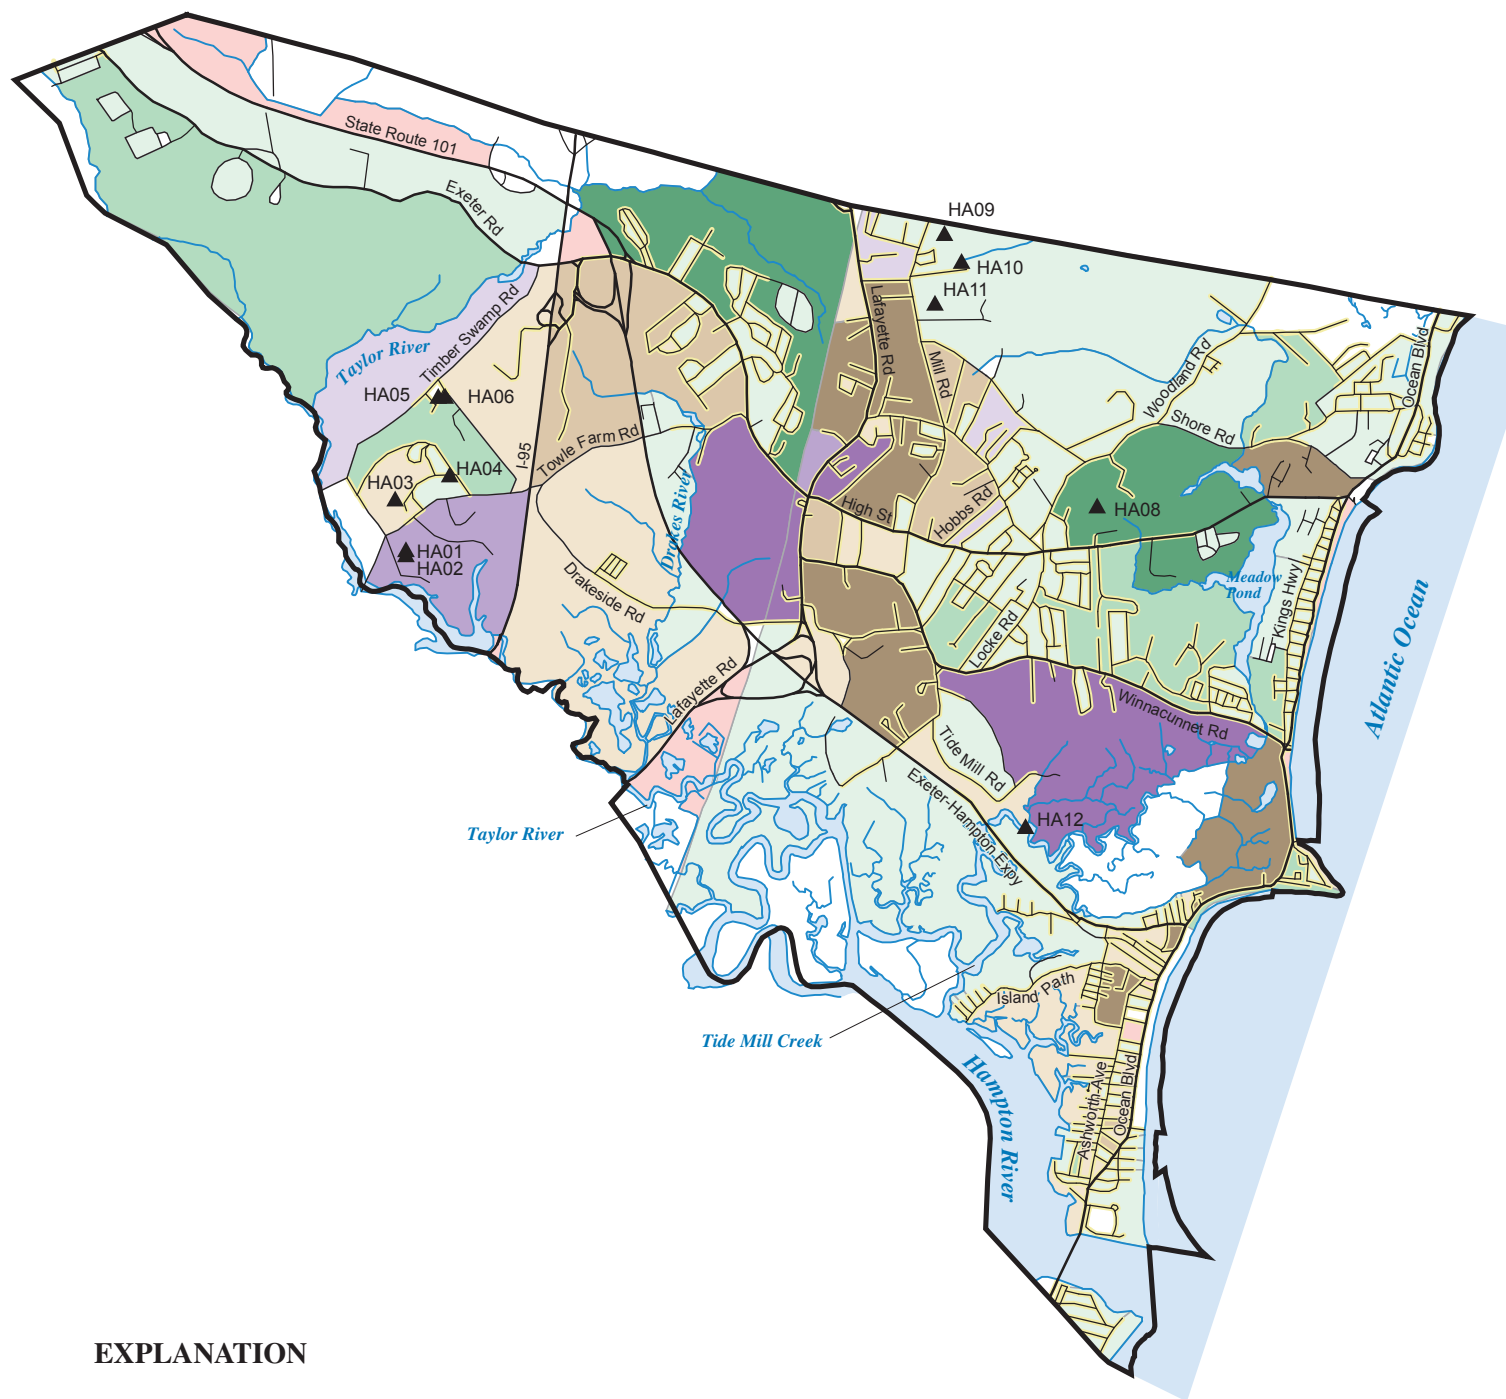 State Route 101
Exeter Rd
HA09
HA10
HA11
Taylor River
Timber Swamp Rd
Lafayette Rd
Mill Rd
Woodland Rd
Ocean Blvd
Shore Rd
HA05
HA06
I-95
Towle Farm Rd
HA04
HA03
High St
Hobbs Rd
HA08
HA01
HA02
Drakes River
Drakeside Rd
Meadow
Pond
Kings Hwy
Locke Rd
Atlantic Ocean
Lafayette Rd
Winnacunnet Rd
Tide Mill Rd
Exeter-Hampton Expy
HA12
Taylor River
Island Path
Tide Mill Creek
Hampton River
Ashworth Ave
Ocean Blvd
EXPLANATION